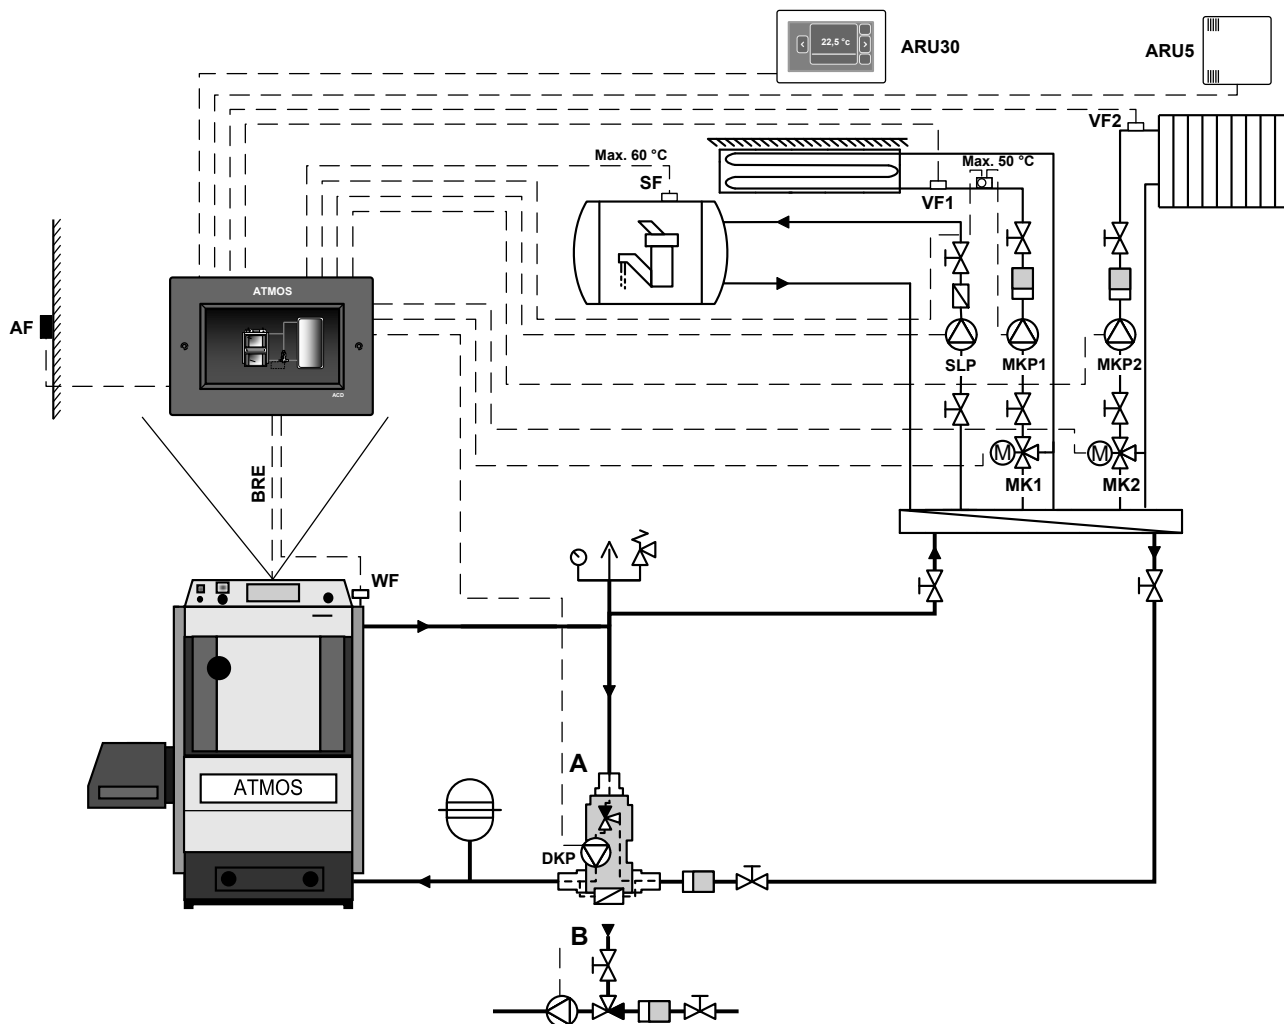 ARU30
22,5 °c
ARU5
VF2
Max. 60 °C
Max. 50 °C
SF
VF1
ATMOS
AF
ACD
SLP
MKP1
MKP2
M
M
MK1
MK2
BRE
WF
A
ATMOS
DKP
B